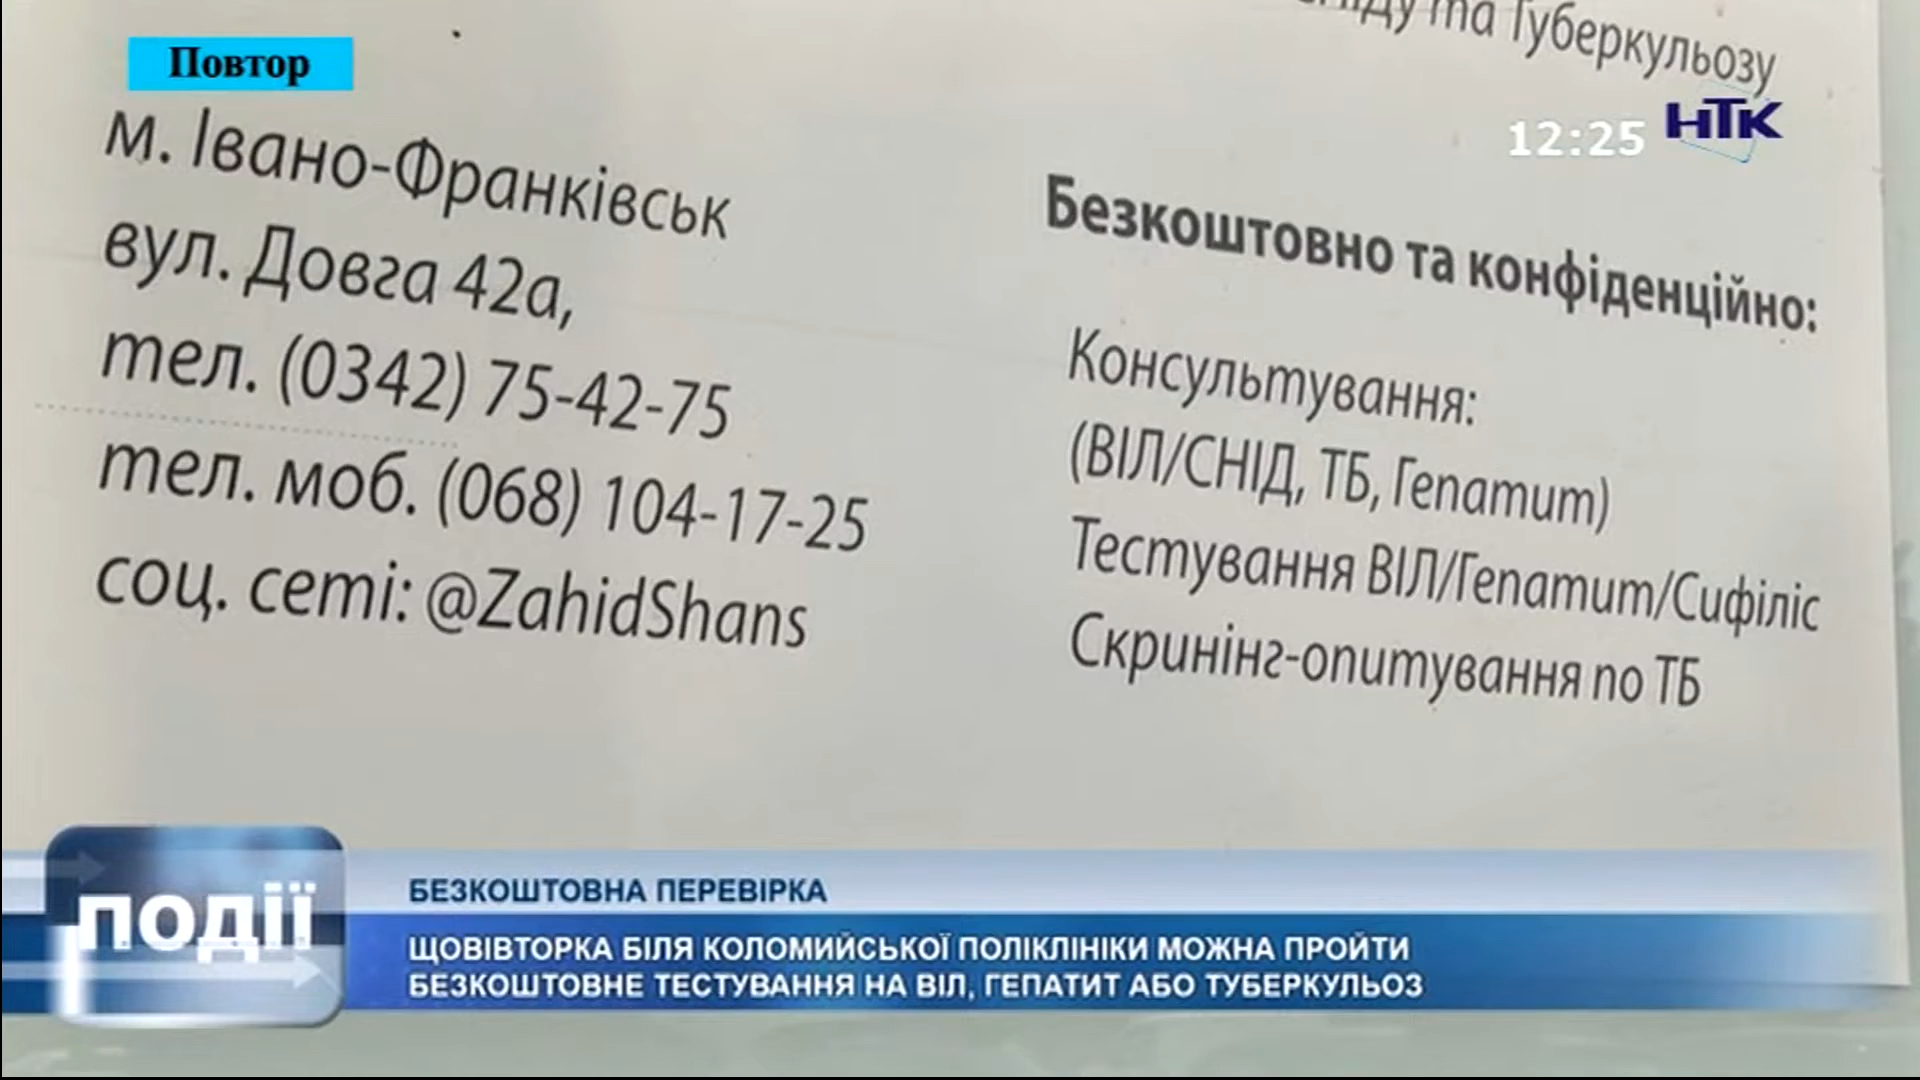 та Туберкульозу
Повтор
12:25 НТК
м. Івано-Франківськ
вул. Довга 42а,
тел. (0342) 75-42-75
тел. моб. (068) 104-17-25
соц. сеті: @ZahidShans
Безкоштовно та конфіденційно:
Консультування:
(ВІЛ/СНІД, ТБ, Гепатит)
Тестування ВІЛ/Гепатит/Сифіліс
Скринінг-опитування по ТБ
події
БЕЗКОШТОВНА ПЕРЕВІРКА
ЩОВІВТОРКА БІЛЯ КОЛОМИЙСЬКОЇ ПОЛІКЛІНІКИ МОЖНА ПРОЙТИ
БЕЗКОШТОВНЕ ТЕСТУВАННЯ НА ВІЛ, ГЕПАТИТ АБО ТУБЕРКУЛЬОЗ